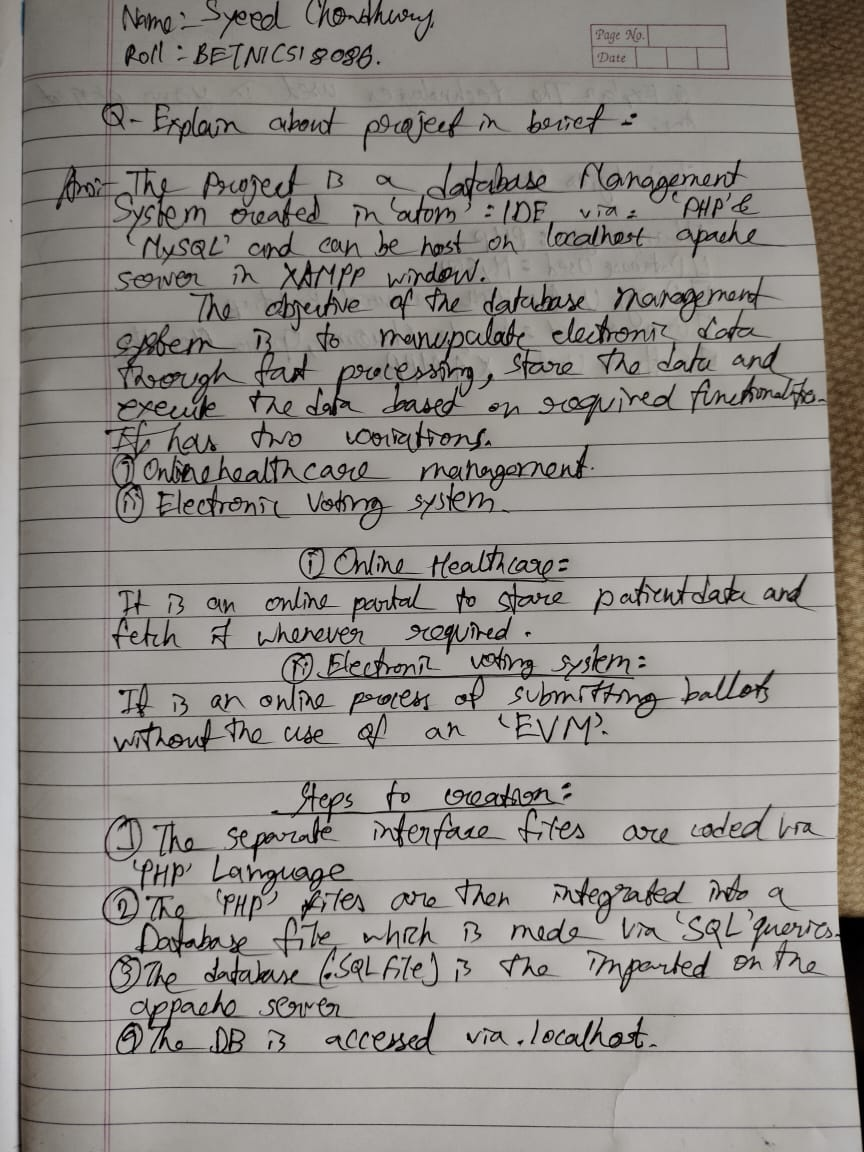 Name:- Syeed Choudhury.
Roll : BETN1CS18086.
Page No.
Date
Q- Explain about project in brief :-
Ans:- The Project is a database Management
System created in 'atom' : IDE via : 'PHP' &
'MySQL' and can be host on localhost apache
server in XAMPP window.
The objective of the database management
system is to manupalate electronic data
through fast processing, store the data and
execute the data based on required functionalities.
It has two variations.
(i) Online healthcare management.
(ii) Electronic Voting system.
(i) Online Healthcare:=
It is an online portal to store patient data and
fetch it whenever required.
(ii) Electronic voting system:=
It is an online process of submitting ballots
without the use of an 'EVM'.
Steps to creation:=
(1) The separate interface files are coded via
'PHP' Language
(2) The 'PHP' files are then integrated into a
Database file which is made via 'SQL' queries.
(3) The database (.SQL file) is the imported on the
appache server
(4) The DB is accessed via . localhost.